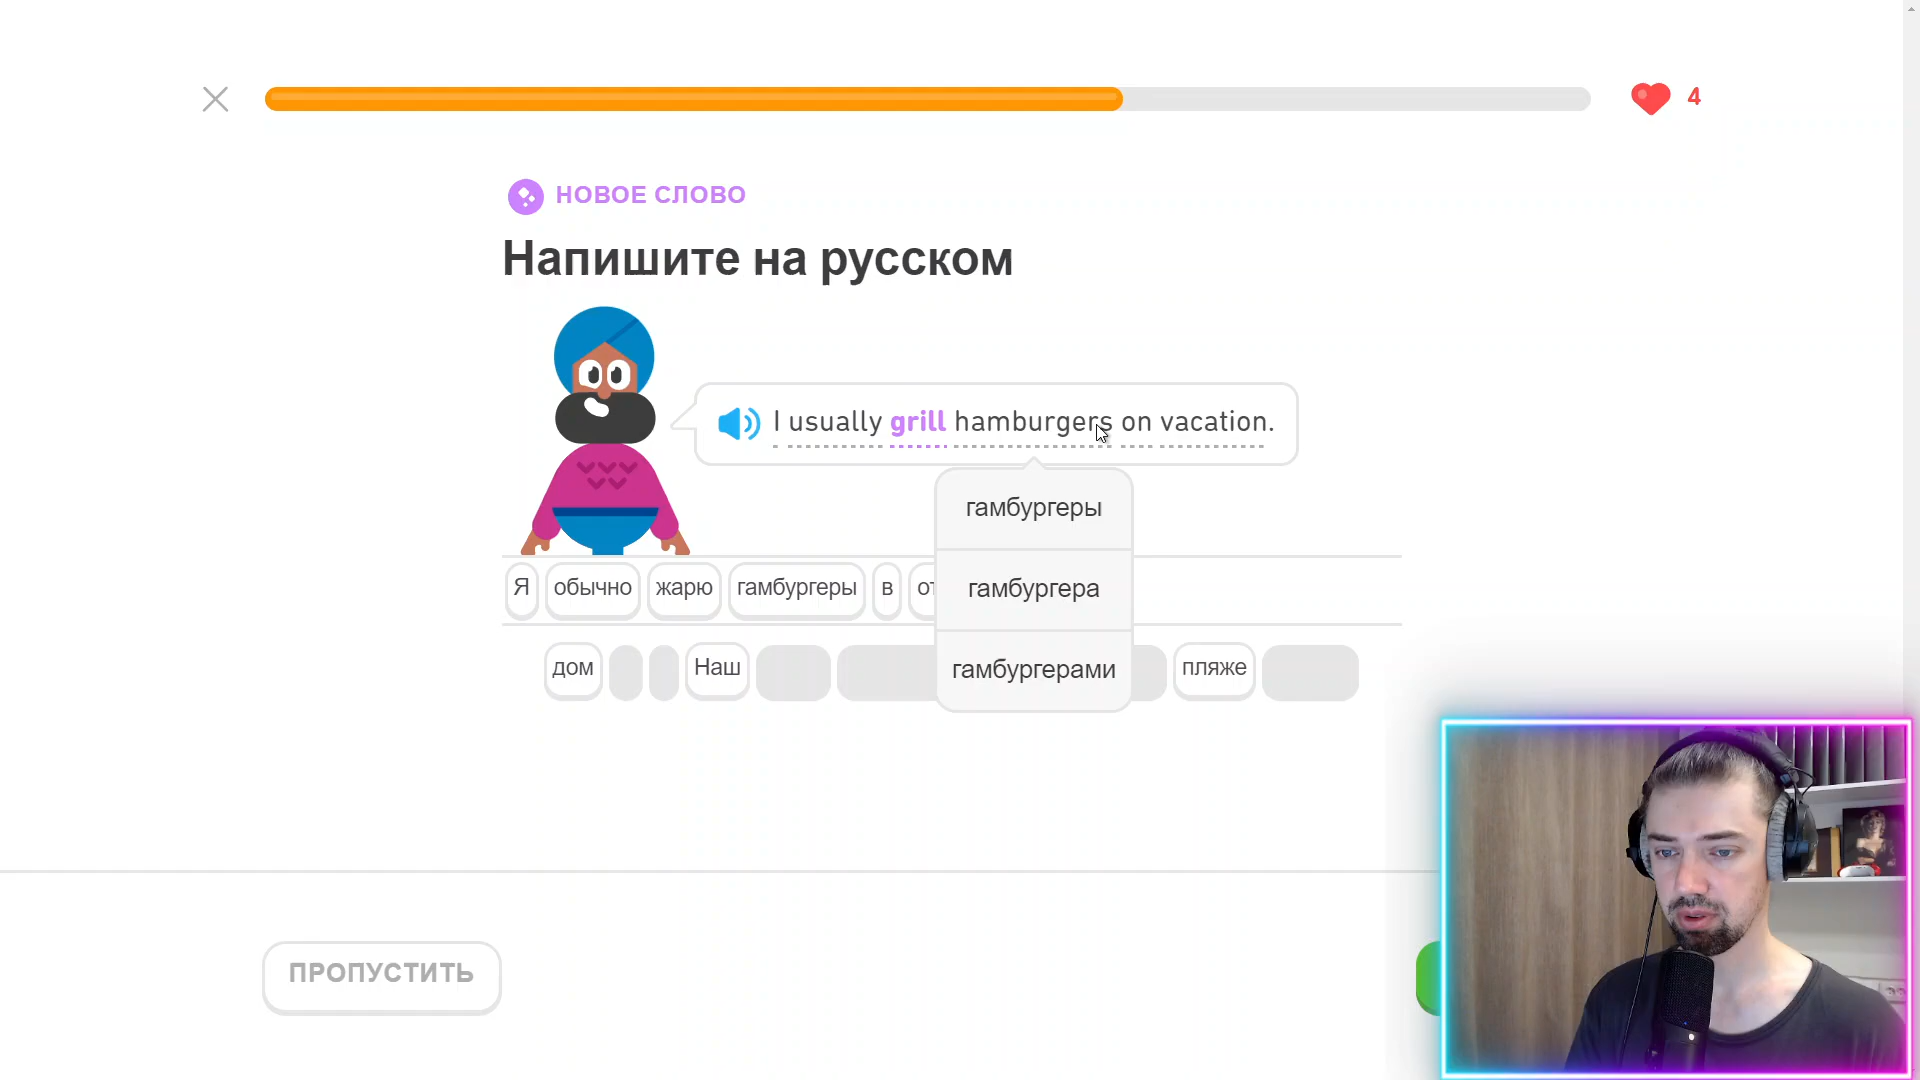 4
НОВОЕ СЛОВО
Напишите на русском
I usually grill hamburgers on vacation.
гамбургеры
гамбургера
гамбургерами
Я обычно жарю гамбургеры в
дом Наш пляже
ПРОПУСТИТЬ